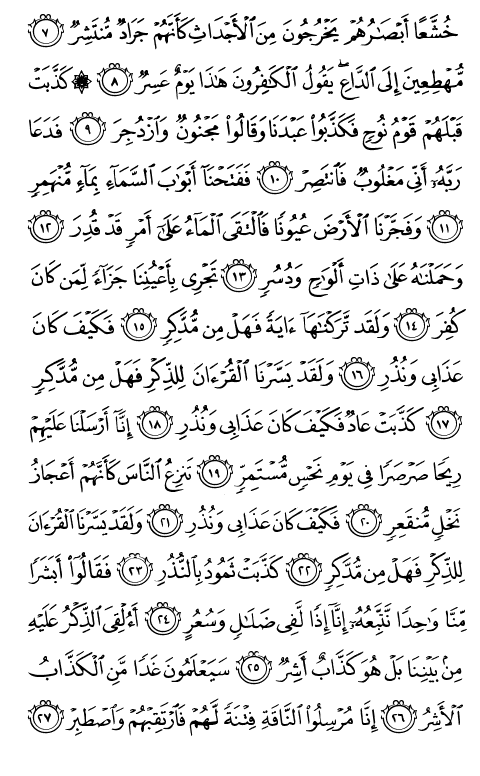 خُشَّعًا أَبْصَٰرُهُمْ يَخْرُجُونَ مِنَ ٱلْأَجْدَاثِ كَأَنَّهُمْ جَرَادٌ مُّنتَشِرٌ ٧
مُّهْطِعِينَ إِلَى ٱلدَّاعِ ۖ يَقُولُ ٱلْكَٰفِرُونَ هَٰذَا يَوْمٌ عَسِرٌ ٨ ۞ كَذَّبَتْ
قَبْلَهُمْ قَوْمُ نُوحٍ فَكَذَّبُوا۟ عَبْدَنَا وَقَالُوا۟ مَجْنُونٌ وَٱزْدُجِرَ ٩ فَدَعَا
رَبَّهُۥٓ أَنِّى مَغْلُوبٌ فَٱنتَصِرْ ١٠ فَفَتَحْنَآ أَبْوَٰبَ ٱلسَّمَآءِ بِمَآءٍ مُّنْهَمِرٍ
١١ وَفَجَّرْنَا ٱلْأَرْضَ عُيُونًا فَٱلْتَقَى ٱلْمَآءُ عَلَىٰٓ أَمْرٍ قَدْ قُدِرَ ١٢
وَحَمَلْنَٰهُ عَلَىٰ ذَاتِ أَلْوَٰحٍ وَدُسُرٍ ١٣ تَجْرِى بِأَعْيُنِنَا جَزَآءً لِّمَن كَانَ
كُفِرَ ١٤ وَلَقَد تَّرَكْنَٰهَآ ءَايَةً فَهَلْ مِن مُّدَّكِرٍ ١٥ فَكَيْفَ كَانَ
عَذَابِى وَنُذُرِ ١٦ وَلَقَدْ يَسَّرْنَا ٱلْقُرْءَانَ لِلذِّكْرِ فَهَلْ مِن مُّدَّكِرٍ
١٧ كَذَّبَتْ عَادٌ فَكَيْفَ كَانَ عَذَابِى وَنُذُرِ ١٨ إِنَّآ أَرْسَلْنَا عَلَيْهِمْ
رِيحًا صَرْصَرًا فِى يَوْمِ نَحْسٍ مُّسْتَمِرٍّ ١٩ تَنزِعُ ٱلنَّاسَ كَأَنَّهُمْ أَعْجَازُ
نَخْلٍ مُّنقَعِرٍ ٢٠ فَكَيْفَ كَانَ عَذَابِى وَنُذُرِ ٢١ وَلَقَدْ يَسَّرْنَا ٱلْقُرْءَانَ
لِلذِّكْرِ فَهَلْ مِن مُّدَّكِرٍ ٢٢ كَذَّبَتْ ثَمُودُ بِٱلنُّذُرِ ٢٣ فَقَالُوٓا۟ أَبَشَرًا
مِّنَّا وَٰحِدًا نَّتَّبِعُهُۥٓ إِنَّآ إِذًا لَّفِى ضَلَٰلٍ وَسُعُرٍ ٢٤ أَءُلْقِىَ ٱلذِّكْرُ عَلَيْهِ
مِنۢ بَيْنِنَا بَلْ هُوَ كَذَّابٌ أَشِرٌ ٢٥ سَيَعْلَمُونَ غَدًا مَّنِ ٱلْكَذَّابُ
ٱلْأَشِرُ ٢٦ إِنَّا مُرْسِلُوا۟ ٱلنَّاقَةِ فِتْنَةً لَّهُمْ فَٱرْتَقِبْهُمْ وَٱصْطَبِرْ ٢٧